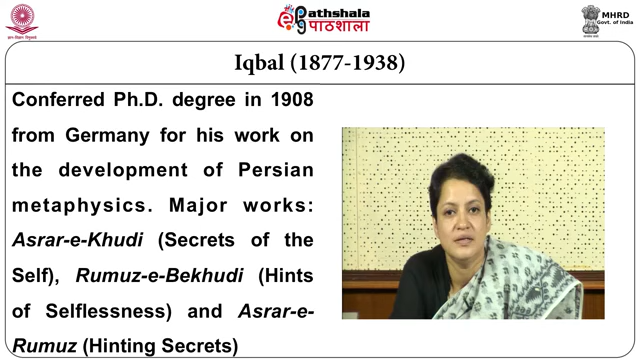 Pathshala
पाठशाला
MHRD
Govt. of India
Iqbal (1877-1938)
Conferred Ph.D. degree in 1908
from Germany for his work on
the development of Persian
metaphysics. Major works:
Asrar-e-Khudi (Secrets of the
Self), Rumuz-e-Bekhudi (Hints
of Selflessness) and Asrar-e-
Rumuz (Hinting Secrets)